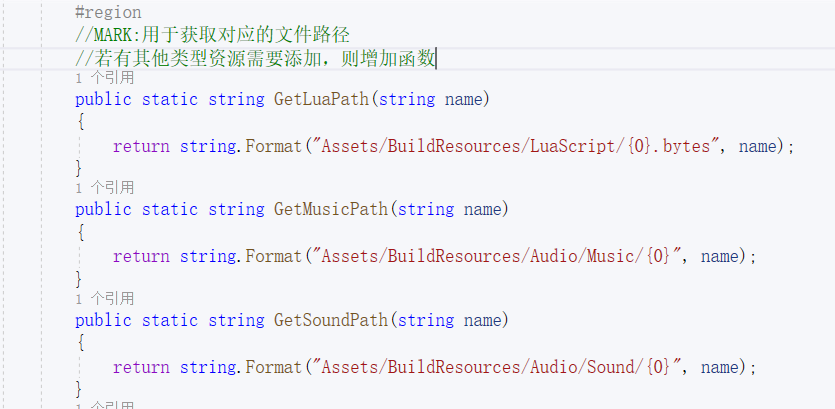 #region
//MARK:用于获取对应的文件路径
//若有其他类型资源需要添加，则增加函数
1 个引用
public static string GetLuaPath(string name)
{
return string.Format("Assets/BuildResources/LuaScript/{0}.bytes", name);
}
1 个引用
public static string GetMusicPath(string name)
{
return string.Format("Assets/BuildResources/Audio/Music/{0}", name);
}
1 个引用
public static string GetSoundPath(string name)
{
return string.Format("Assets/BuildResources/Audio/Sound/{0}", name);
}
1 个引用